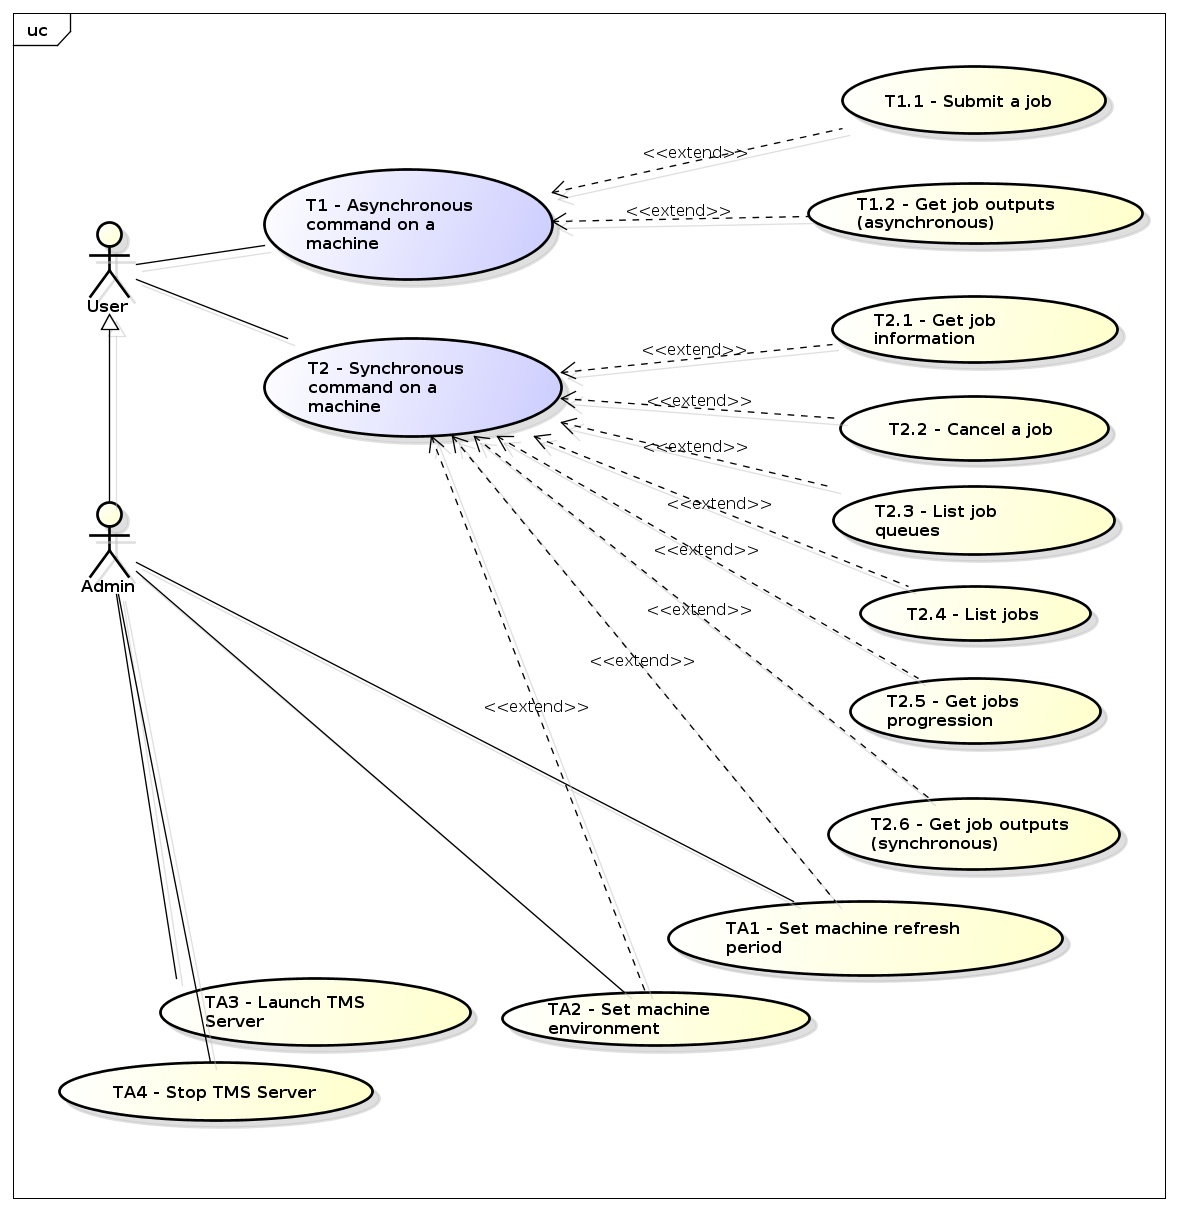 uc
T1.1 - Submit a job
<<extend>>
T1 - Asynchronous
command on a
machine
<<extend>>
T1.2 - Get job outputs
(asynchronous)
User
T2 - Synchronous
command on a
machine
<<extend>>
T2.1 - Get job
information
<<extend>>
T2.2 - Cancel a job
<<extend>>
T2.3 - List job
queues
<<extend>>
T2.4 - List jobs
<<extend>>
Admin
<<extend>>
T2.5 - Get jobs
progression
<<extend>>
<<extend>>
T2.6 - Get job outputs
(synchronous)
TA1 - Set machine refresh
period
TA3 - Launch TMS
Server
TA2 - Set machine
environment
TA4 - Stop TMS Server